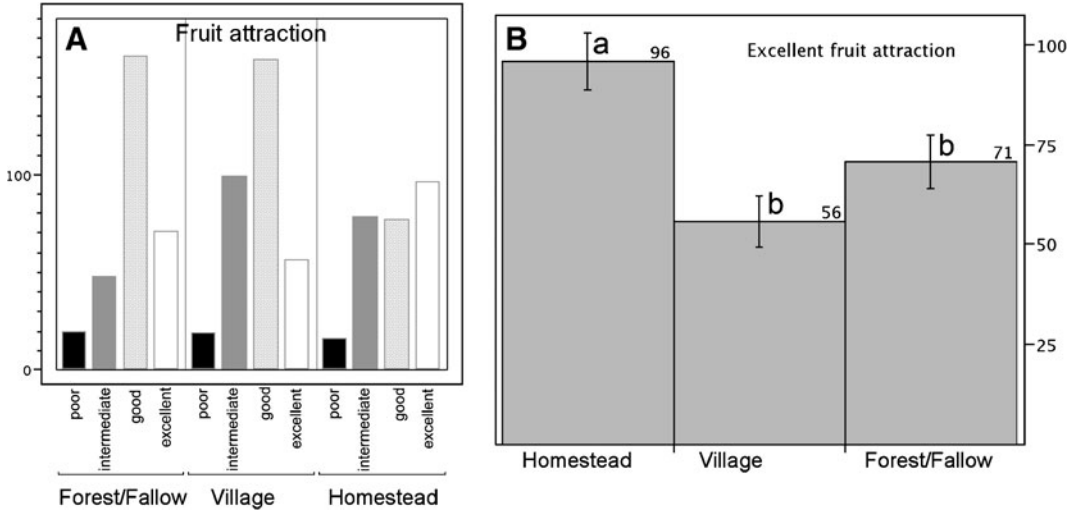 A
Fruit attraction
100
0
poor
intermediate
good
excellent
poor
intermediate
good
excellent
poor
intermediate
good
excellent
Forest/Fallow
Village
Homestead
B
Excellent fruit attraction
a
96
b
56
b
71
100
75
50
25
Homestead
Village
Forest/Fallow